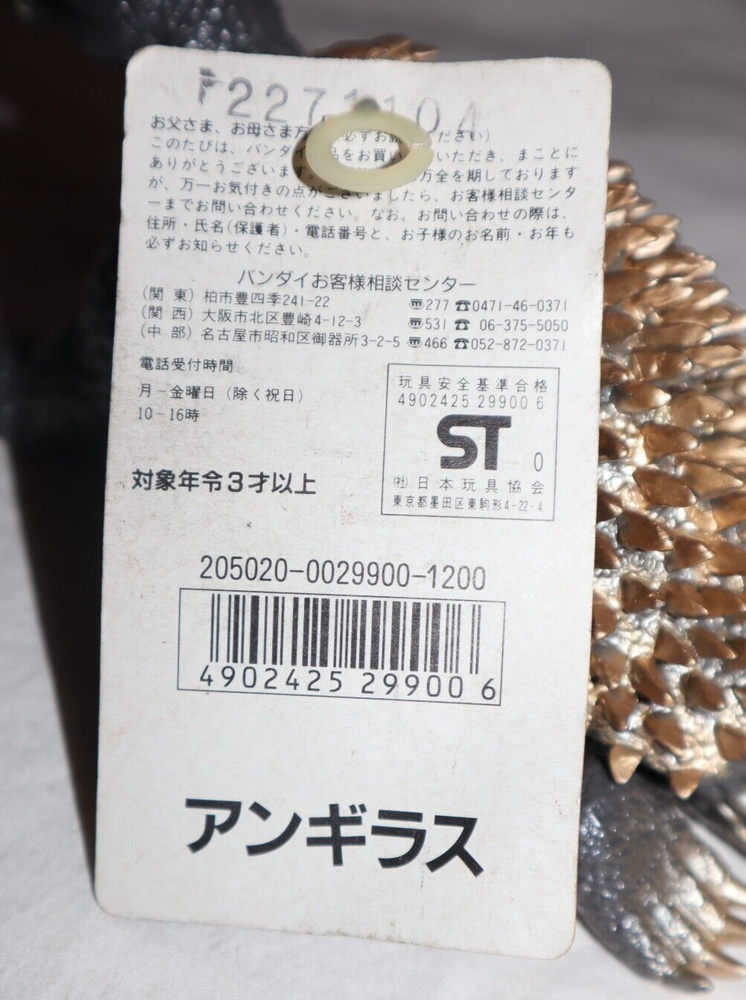 2271104
お父さま、お母さま方 必ずお読 ださい)
このたびは、バンダイ 品をお買い いただき、まことに
ありがとうございます 万全を期しております
が、万一お気付きの点がございましたら、お客様相談センタ
ーまでお問い合わせください。なお、お問い合わせの際は、
住所・氏名(保護者)・電話番号と、お子様のお名前・お年も
必ずお知らせください。
バンダイお客様相談センター
(関 東) 柏市豊四季241-22 〠277 ☎0471-46-0371
(関 西) 大阪市北区豊崎4-12-3 〠531 ☎ 06-375-5050
(中 部) 名古屋市昭和区御器所3-2-5 〠466 ☎052-872-0371
電話受付時間
月-金曜日(除く祝日)
10-16時
玩具安全基準合格
4902425 29900 6
ST 0
(社)日本玩具協会
東京都墨田区東駒形4-22-4
対象年令3才以上
205020-0029900-1200
4902425 29900 6
アンギラス